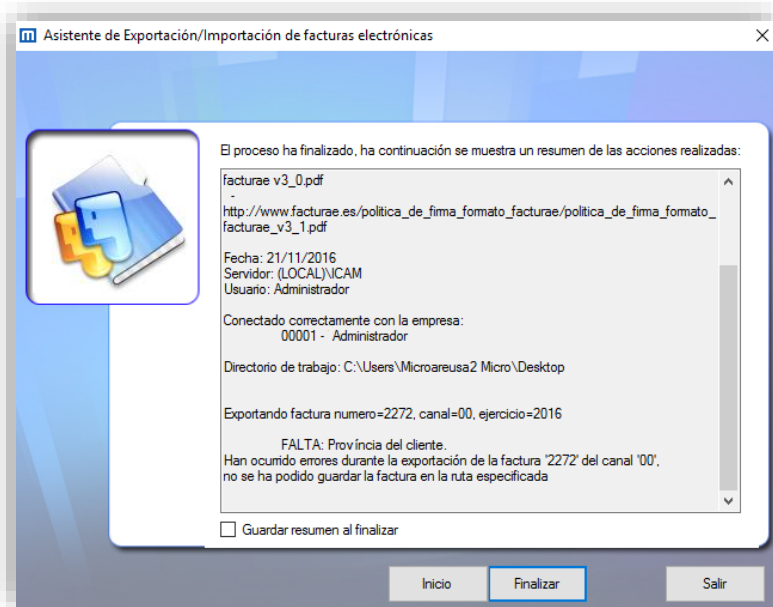 Asistente de Exportación/Importación de facturas electrónicas
El proceso ha finalizado, ha continuación se muestra un resumen de las acciones realizadas:
facturae v3_0.pdf
-
http://www.facturae.es/politica_de_firma_formato_facturae/politica_de_firma_formato_
facturae_v3_1.pdf
Fecha: 21/11/2016
Servidor: (LOCAL)\ICAM
Usuario: Administrador
Conectado correctamente con la empresa:
00001 - Administrador
Directorio de trabajo: C:\Users\Microareusa2 Micro\Desktop
Exportando factura numero=2272, canal=00, ejercicio=2016
FALTA: Província del cliente.
Han ocurrido errores durante la exportación de la factura '2272' del canal '00',
no se ha podido guardar la factura en la ruta especificada
Guardar resumen al finalizar
Inicio
Finalizar
Salir